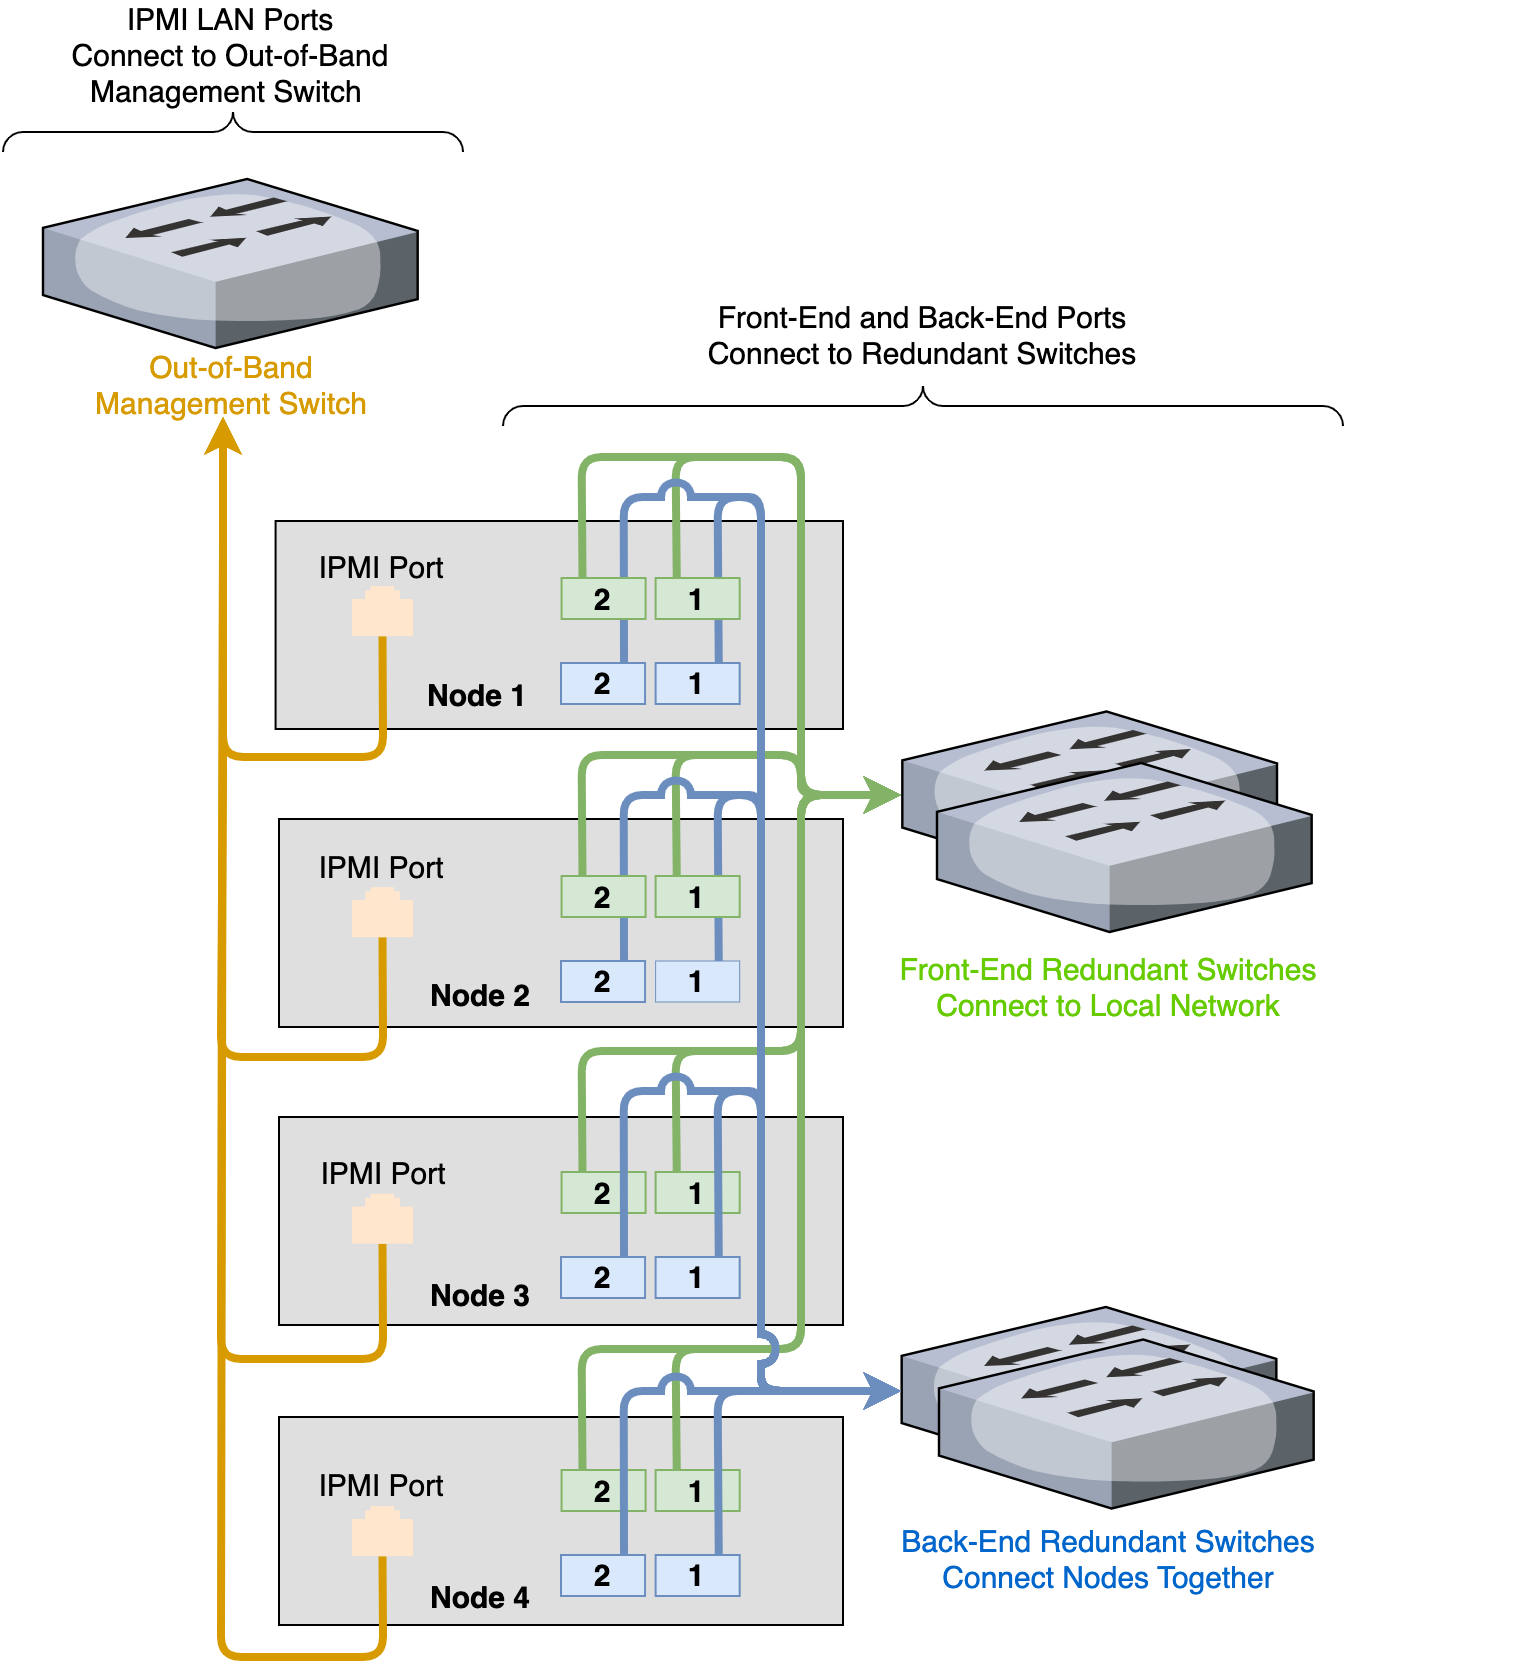 IPMI LAN Ports
Connect to Out-of-Band
Management Switch
Out-of-Band
Management Switch
Front-End and Back-End Ports
Connect to Redundant Switches
IPMI Port
2 1
2 1
Node 1
IPMI Port
2 1
2 1
Node 2
Front-End Redundant Switches
Connect to Local Network
IPMI Port
2 1
2 1
Node 3
IPMI Port
2 1
2 1
Node 4
Back-End Redundant Switches
Connect Nodes Together